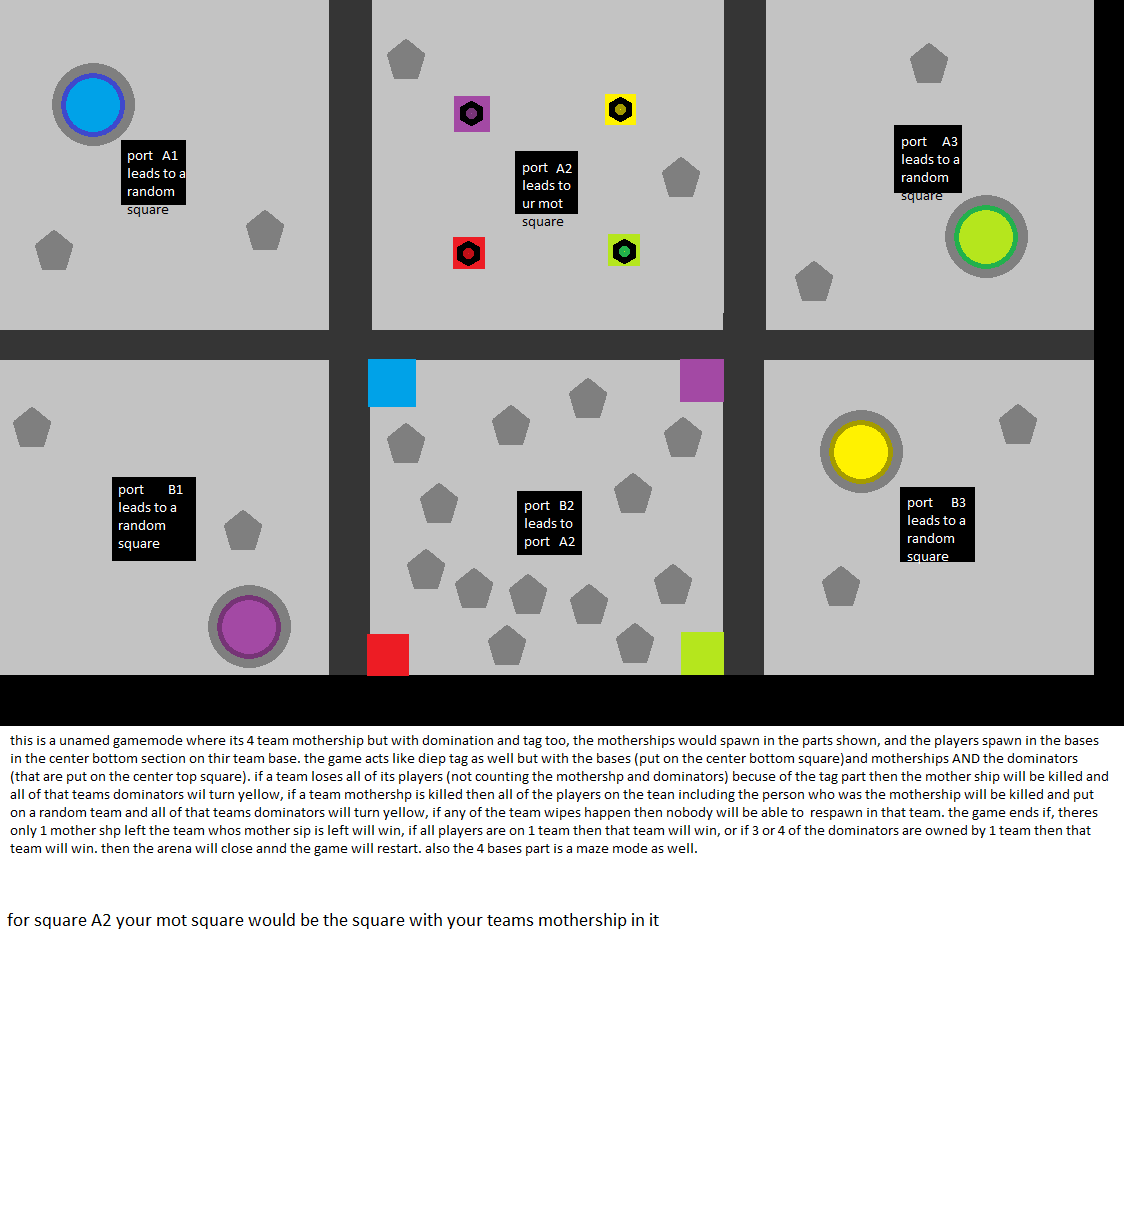 port A1
leads to a
random
square
port A2
leads to
ur mot
square
port A3
leads to a
random
square
port B1
leads to a
random
square
port B2
leads to
port A2
port B3
leads to a
random
square
this is a unamed gamemode where its 4 team mothership but with domination and tag too, the motherships would spawn in the parts shown, and the players spawn in the bases
in the center bottom section on thir team base. the game acts like diep tag as well but with the bases (put on the center bottom square)and motherships AND the dominators
(that are put on the center top square). if a team loses all of its players (not counting the mothershp and dominators) becuse of the tag part then the mother ship will be killed and
all of that teams dominators wil turn yellow, if a team mothershp is killed then all of the players on the tean including the person who was the mothership will be killed and put
on a random team and all of that teams dominators will turn yellow, if any of the team wipes happen then nobody will be able to respawn in that team. the game ends if, theres
only 1 mother shp left the team whos mother sip is left will win, if all players are on 1 team then that team will win, or if 3 or 4 of the dominators are owned by 1 team then that
team will win. then the arena will close annd the game will restart. also the 4 bases part is a maze mode as well.
for square A2 your mot square would be the square with your teams mothership in it